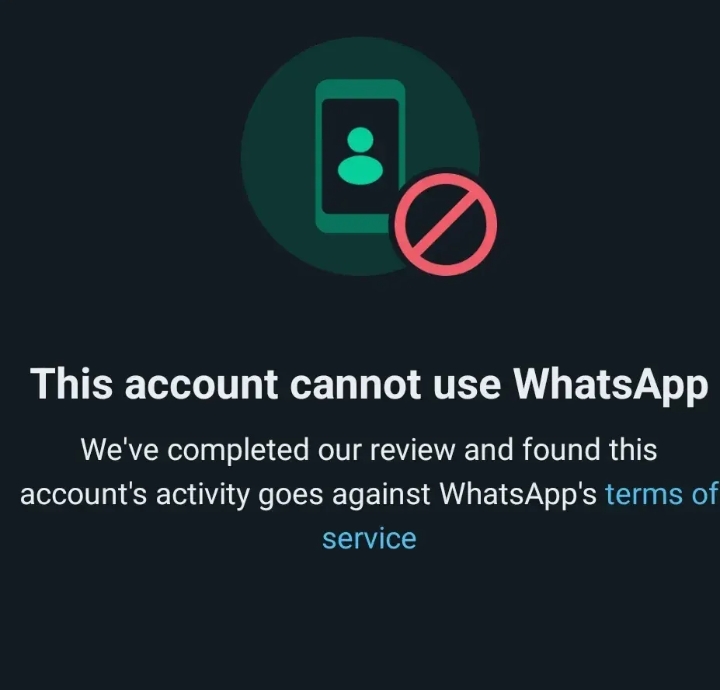 This account cannot use WhatsApp
We've completed our review and found this
account's activity goes against WhatsApp's terms of
service